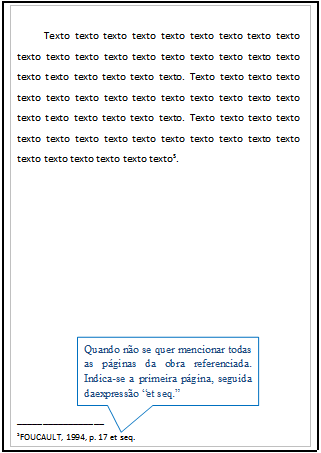 Texto texto texto texto texto texto texto texto texto
texto texto texto texto texto texto texto texto texto texto
texto texto texto texto texto texto. Texto texto texto texto
texto texto texto texto texto texto texto texto texto texto
texto texto texto texto texto texto. Texto texto texto texto
texto texto texto texto texto texto texto texto texto texto
texto texto texto texto texto texto⁵.
Quando não se quer mencionar todas
as páginas da obra referenciada.
Indica-se a primeira página, seguida
daexpressão “et seq.”
⁵FOUCAULT, 1994, p. 17 et seq.